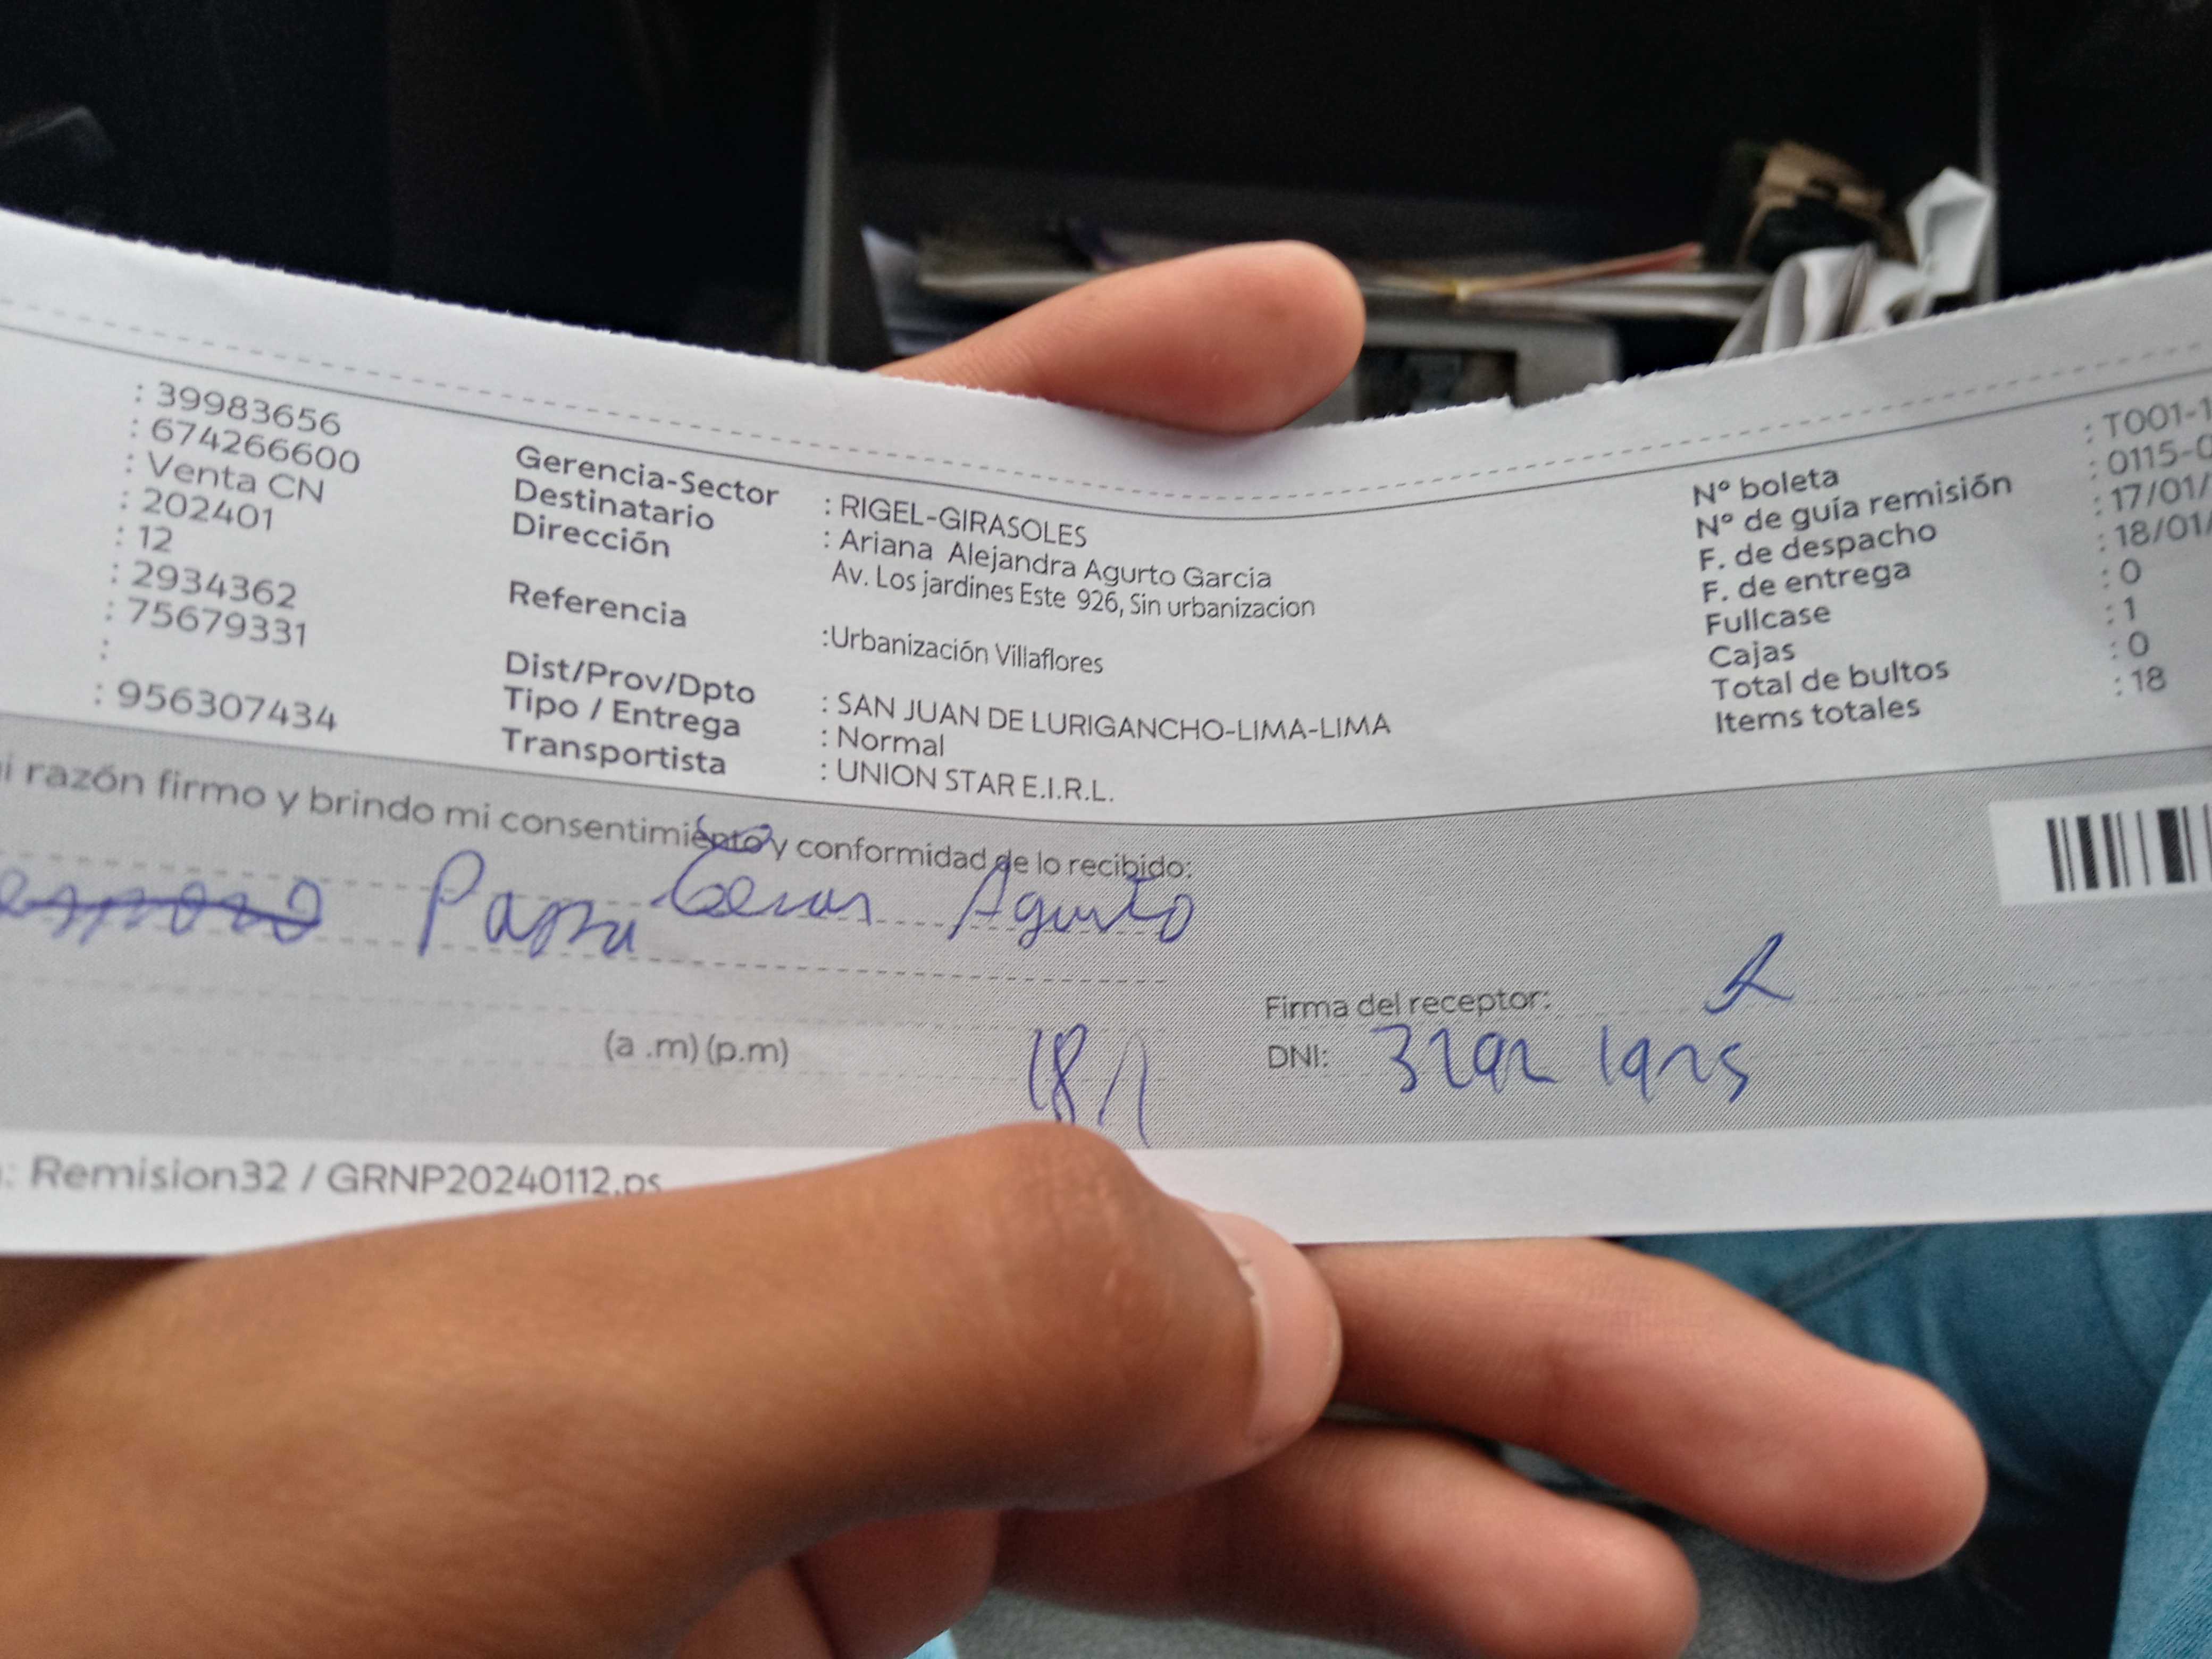 : 39983656
: 674266600
: Venta CN
: 202401
: 12
: 2934362
: 75679331
:
: 956307434
Gerencia-Sector : RIGEL-GIRASOLES
Destinatario : Ariana Alejandra Agurto Garcia
Dirección Av. Los jardines Este 926, Sin urbanizacion
Referencia :Urbanización Villaflores
Dist/Prov/Dpto : SAN JUAN DE LURIGANCHO-LIMA-LIMA
Tipo / Entrega : Normal
Transportista : UNION STAR E.I.R.L.
N° boleta : T001-1
N° de guía remisión : 0115-0
F. de despacho : 17/01/
F. de entrega : 18/01/
Fullcase : 0
Cajas : 1
Total de bultos : 0
Items totales : 18
i razón firmo y brindo mi consentimiento y conformidad de lo recibido:
Papa Cesar Agurto
Firma del receptor:
(a .m) (p.m) 18/1
DNI: 3292 1925
: Remision32 / GRNP20240112.ps